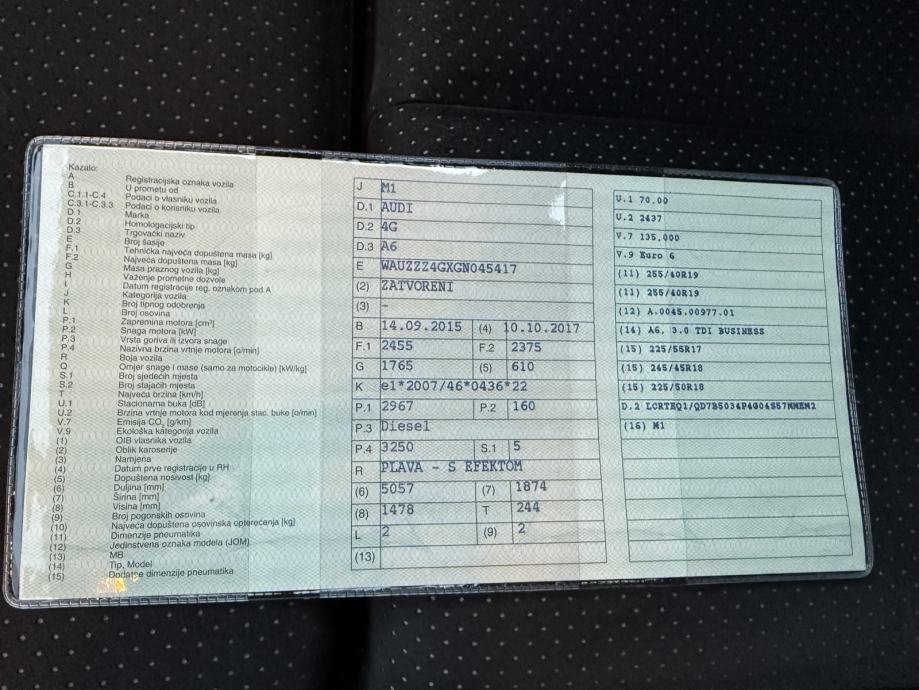 Kazalo:
A Registracijska oznaka vozila
B U prometu od
C.1.1-C.4 Podaci o vlasniku vozila
C.3.1-C.3.3 Podaci o korisniku vozila
D.1 Marka
D.2 Homologacijski tip
D.3 Trgovački naziv
E Broj šasije
F.1 Tehnička najveća dopuštena masa [kg]
F.2 Najveća dopuštena masa [kg]
G Masa praznog vozila [kg]
H Važenje prometne dozvole
I Datum registracije reg. oznakom pod A
J Kategorija vozila
K Broj tipnog odobrenja
L Broj osovina
P.1 Zapremina motora [cm³]
P.2 Snaga motora [kW]
P.3 Vrsta goriva ili izvora snage
P.4 Nazivna brzina vrtnje motora [o/min]
R Boja vozila
Q Omjer snage i mase (samo za motocikle) [kW/kg]
S.1 Broj sjedećih mjesta
S.2 Broj stajaćih mjesta
T Najveća brzina [km/h]
U.1 Stacionarna buka [dB]
U.2 Brzina vrtnje motora kod mjerenja stac. buke [o/min]
V.7 Emisija CO₂ [g/km]
V.9 Ekološka kategorija vozila
(1) OIB vlasnika vozila
(2) Oblik karoserije
(3) Namjena
(4) Datum prve registracije u RH
(5) Dopuštena nosivost [kg]
(6) Duljina [mm]
(7) Širina [mm]
(8) Visina [mm]
(9) Broj pogonskih osovina
(10) Najveća dopuštena osovinska opterećenja [kg]
(11) Dimenzije pneumatika
(12) Jedinstvena oznaka modela (JOM)
(13) MB
(14) Tip, Model
(15) Dodatne dimenzije pneumatika
J M1
D.1 AUDI
D.2 4G
D.3 A6
E WAUZZZ4GXGN045417
(2) ZATVORENI
(3) –
B 14.09.2015 (4) 10.10.2017
F.1 2455 F.2 2375
G 1765 (5) 610
K e1*2007/46*0436*22
P.1 2967 P.2 160
P.3 Diesel
P.4 3250 S.1 5
R PLAVA - S EFEKTOM
(6) 5057 (7) 1874
(8) 1478 T 244
L 2 (9) 2
(13)
U.1 70,00
U.2 2437
V.7 135,000
V.9 Euro 6
(11) 255/40R19
(11) 255/40R19
(12) A.0045.00977.01
(14) A6, 3.0 TDI BUSINESS
(15) 225/55R17
(15) 245/45R18
(15) 225/50R18
(16) M1